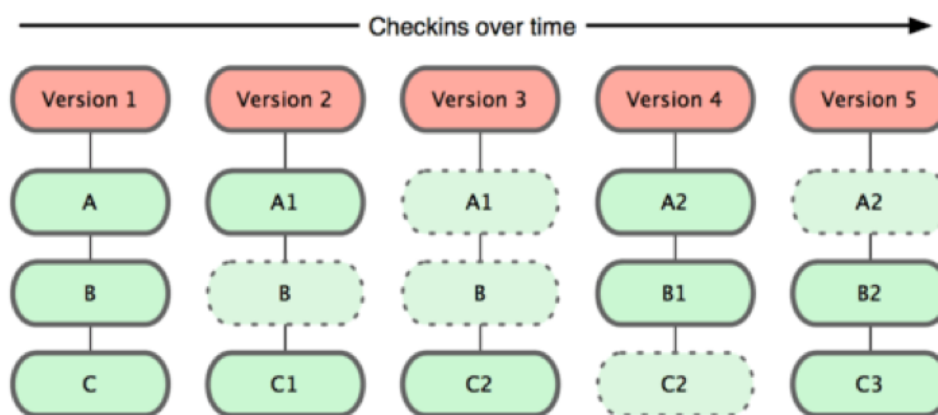 Checkins over time
Version 1 Version 2 Version 3 Version 4 Version 5
A A1 A1 A2 A2
B B B B1 B2
C C1 C2 C2 C3